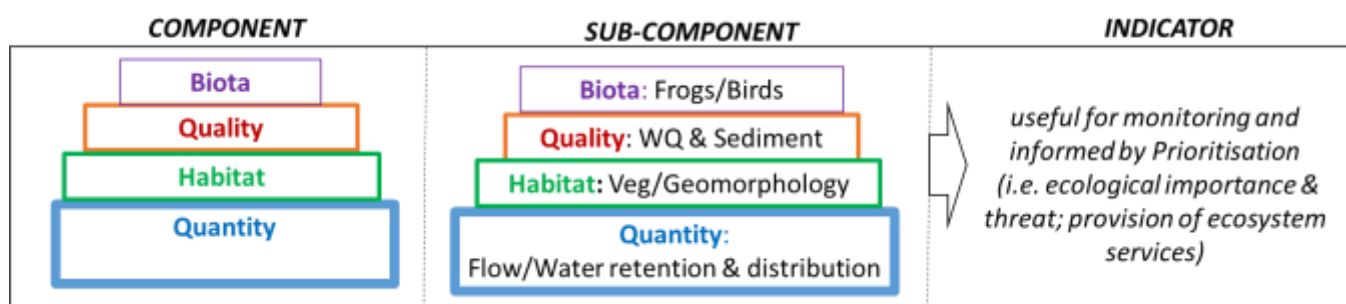 COMPONENT
SUB-COMPONENT
INDICATOR
Biota
Quality
Habitat
Quantity
Biota: Frogs/Birds
Quality: WQ & Sediment
Habitat: Veg/Geomorphology
Quantity:
Flow/Water retention & distribution
useful for monitoring and
informed by Prioritisation
(i.e. ecological importance &
threat; provision of ecosystem
services)